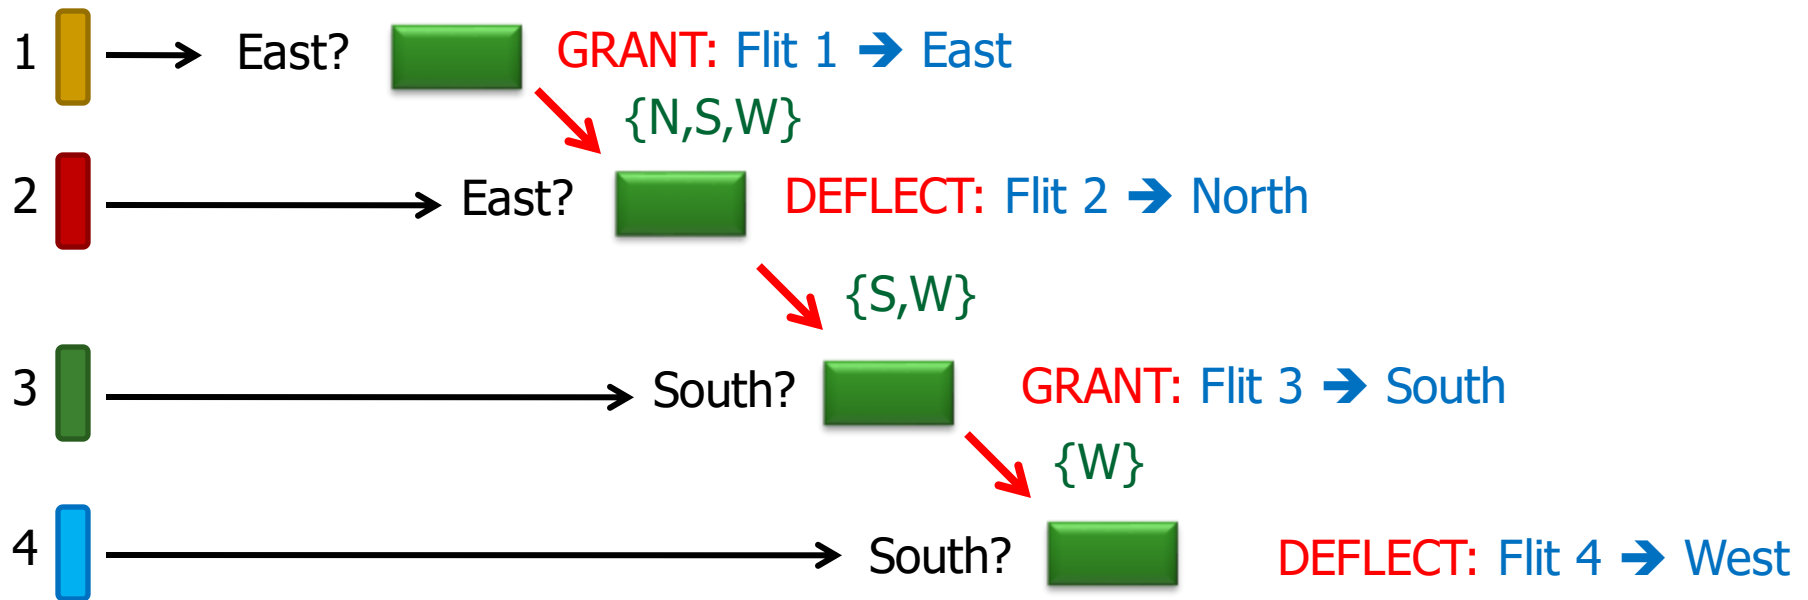 1 East? GRANT: Flit 1 ➔ East
{N,S,W}
2 East? DEFLECT: Flit 2 ➔ North
{S,W}
3 South? GRANT: Flit 3 ➔ South
{W}
4 South? DEFLECT: Flit 4 ➔ West